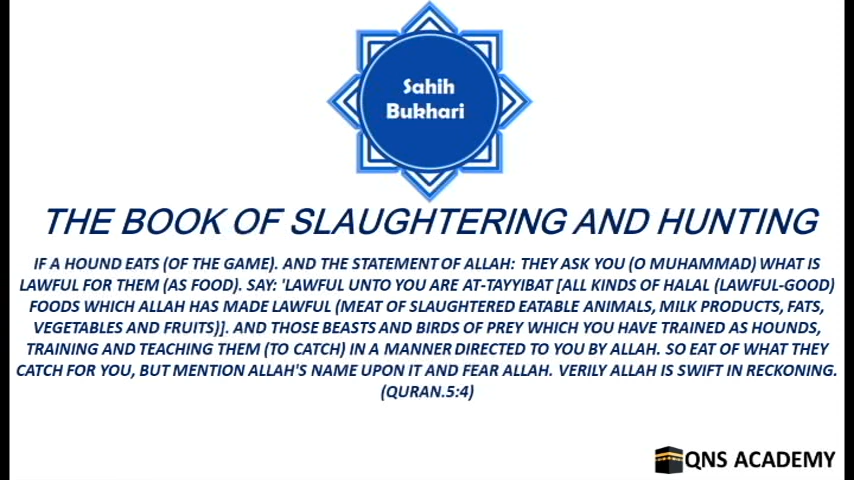 Sahih
Bukhari
THE BOOK OF SLAUGHTERING AND HUNTING
IF A HOUND EATS (OF THE GAME). AND THE STATEMENT OF ALLAH: THEY ASK YOU (O MUHAMMAD) WHAT IS
LAWFUL FOR THEM (AS FOOD). SAY: 'LAWFUL UNTO YOU ARE AT-TAYYIBAT [ALL KINDS OF HALAL (LAWFUL-GOOD)
FOODS WHICH ALLAH HAS MADE LAWFUL (MEAT OF SLAUGHTERED EATABLE ANIMALS, MILK PRODUCTS, FATS,
VEGETABLES AND FRUITS)]. AND THOSE BEASTS AND BIRDS OF PREY WHICH YOU HAVE TRAINED AS HOUNDS,
TRAINING AND TEACHING THEM (TO CATCH) IN A MANNER DIRECTED TO YOU BY ALLAH. SO EAT OF WHAT THEY
CATCH FOR YOU, BUT MENTION ALLAH'S NAME UPON IT AND FEAR ALLAH. VERILY ALLAH IS SWIFT IN RECKONING.
(QURAN.5:4)
QNS ACADEMY